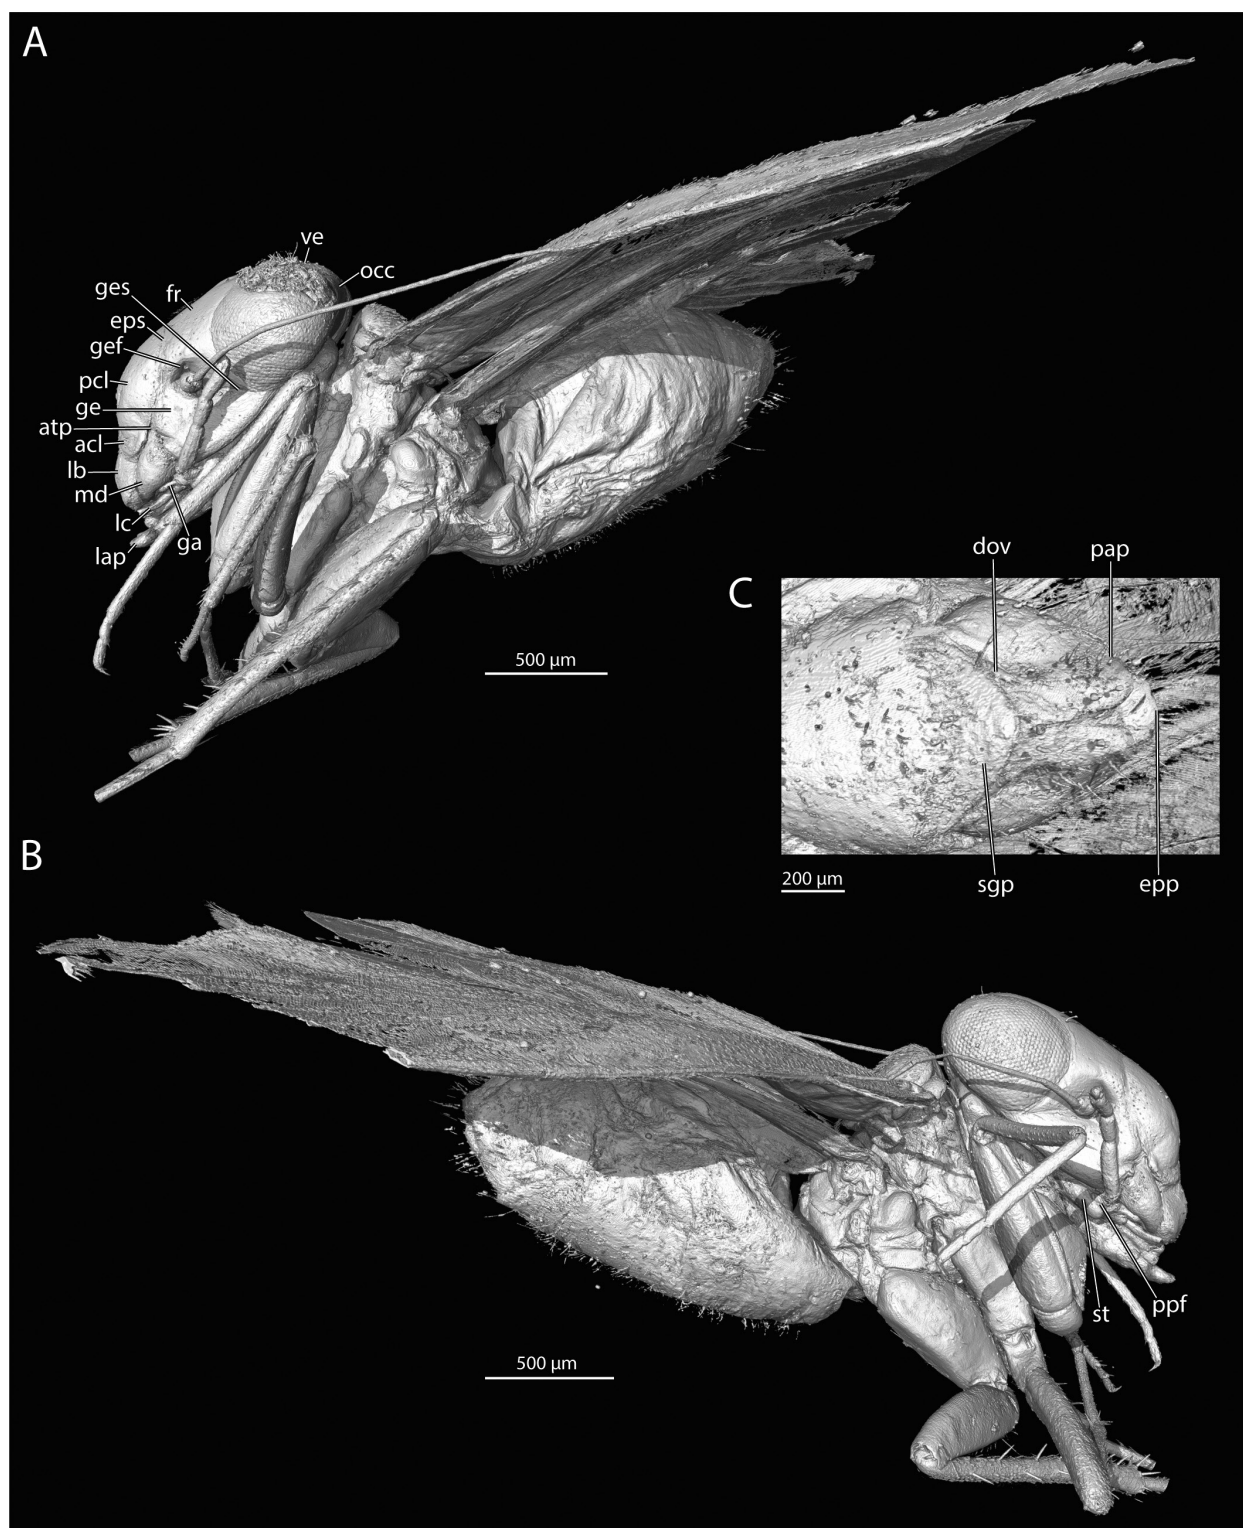 A
ve
occ
ges
fr
eps
gef
pcl
ge
atp
acl
lb
md
lc
ga
lap
500 µm
dov
pap
C
200 µm
sgp
epp
B
st
ppf
500 µm